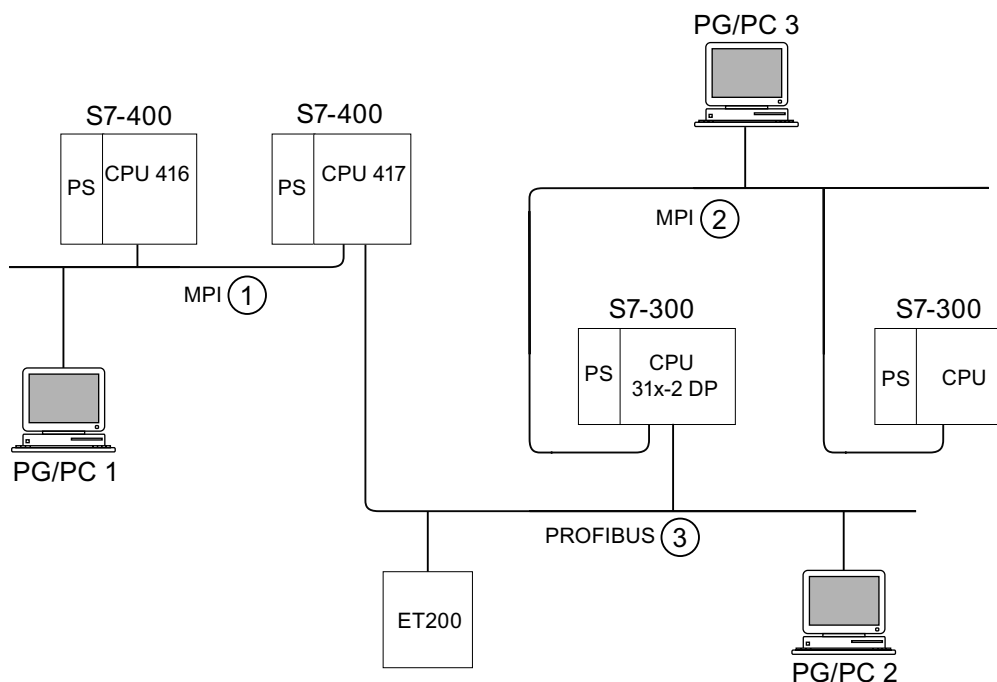 PG/PC 3
S7-400
S7-400
PS
CPU 416
PS
CPU 417
MPI 2
MPI 1
S7-300
S7-300
PS
CPU
31x-2 DP
PS
CPU
PG/PC 1
PROFIBUS 3
ET200
PG/PC 2